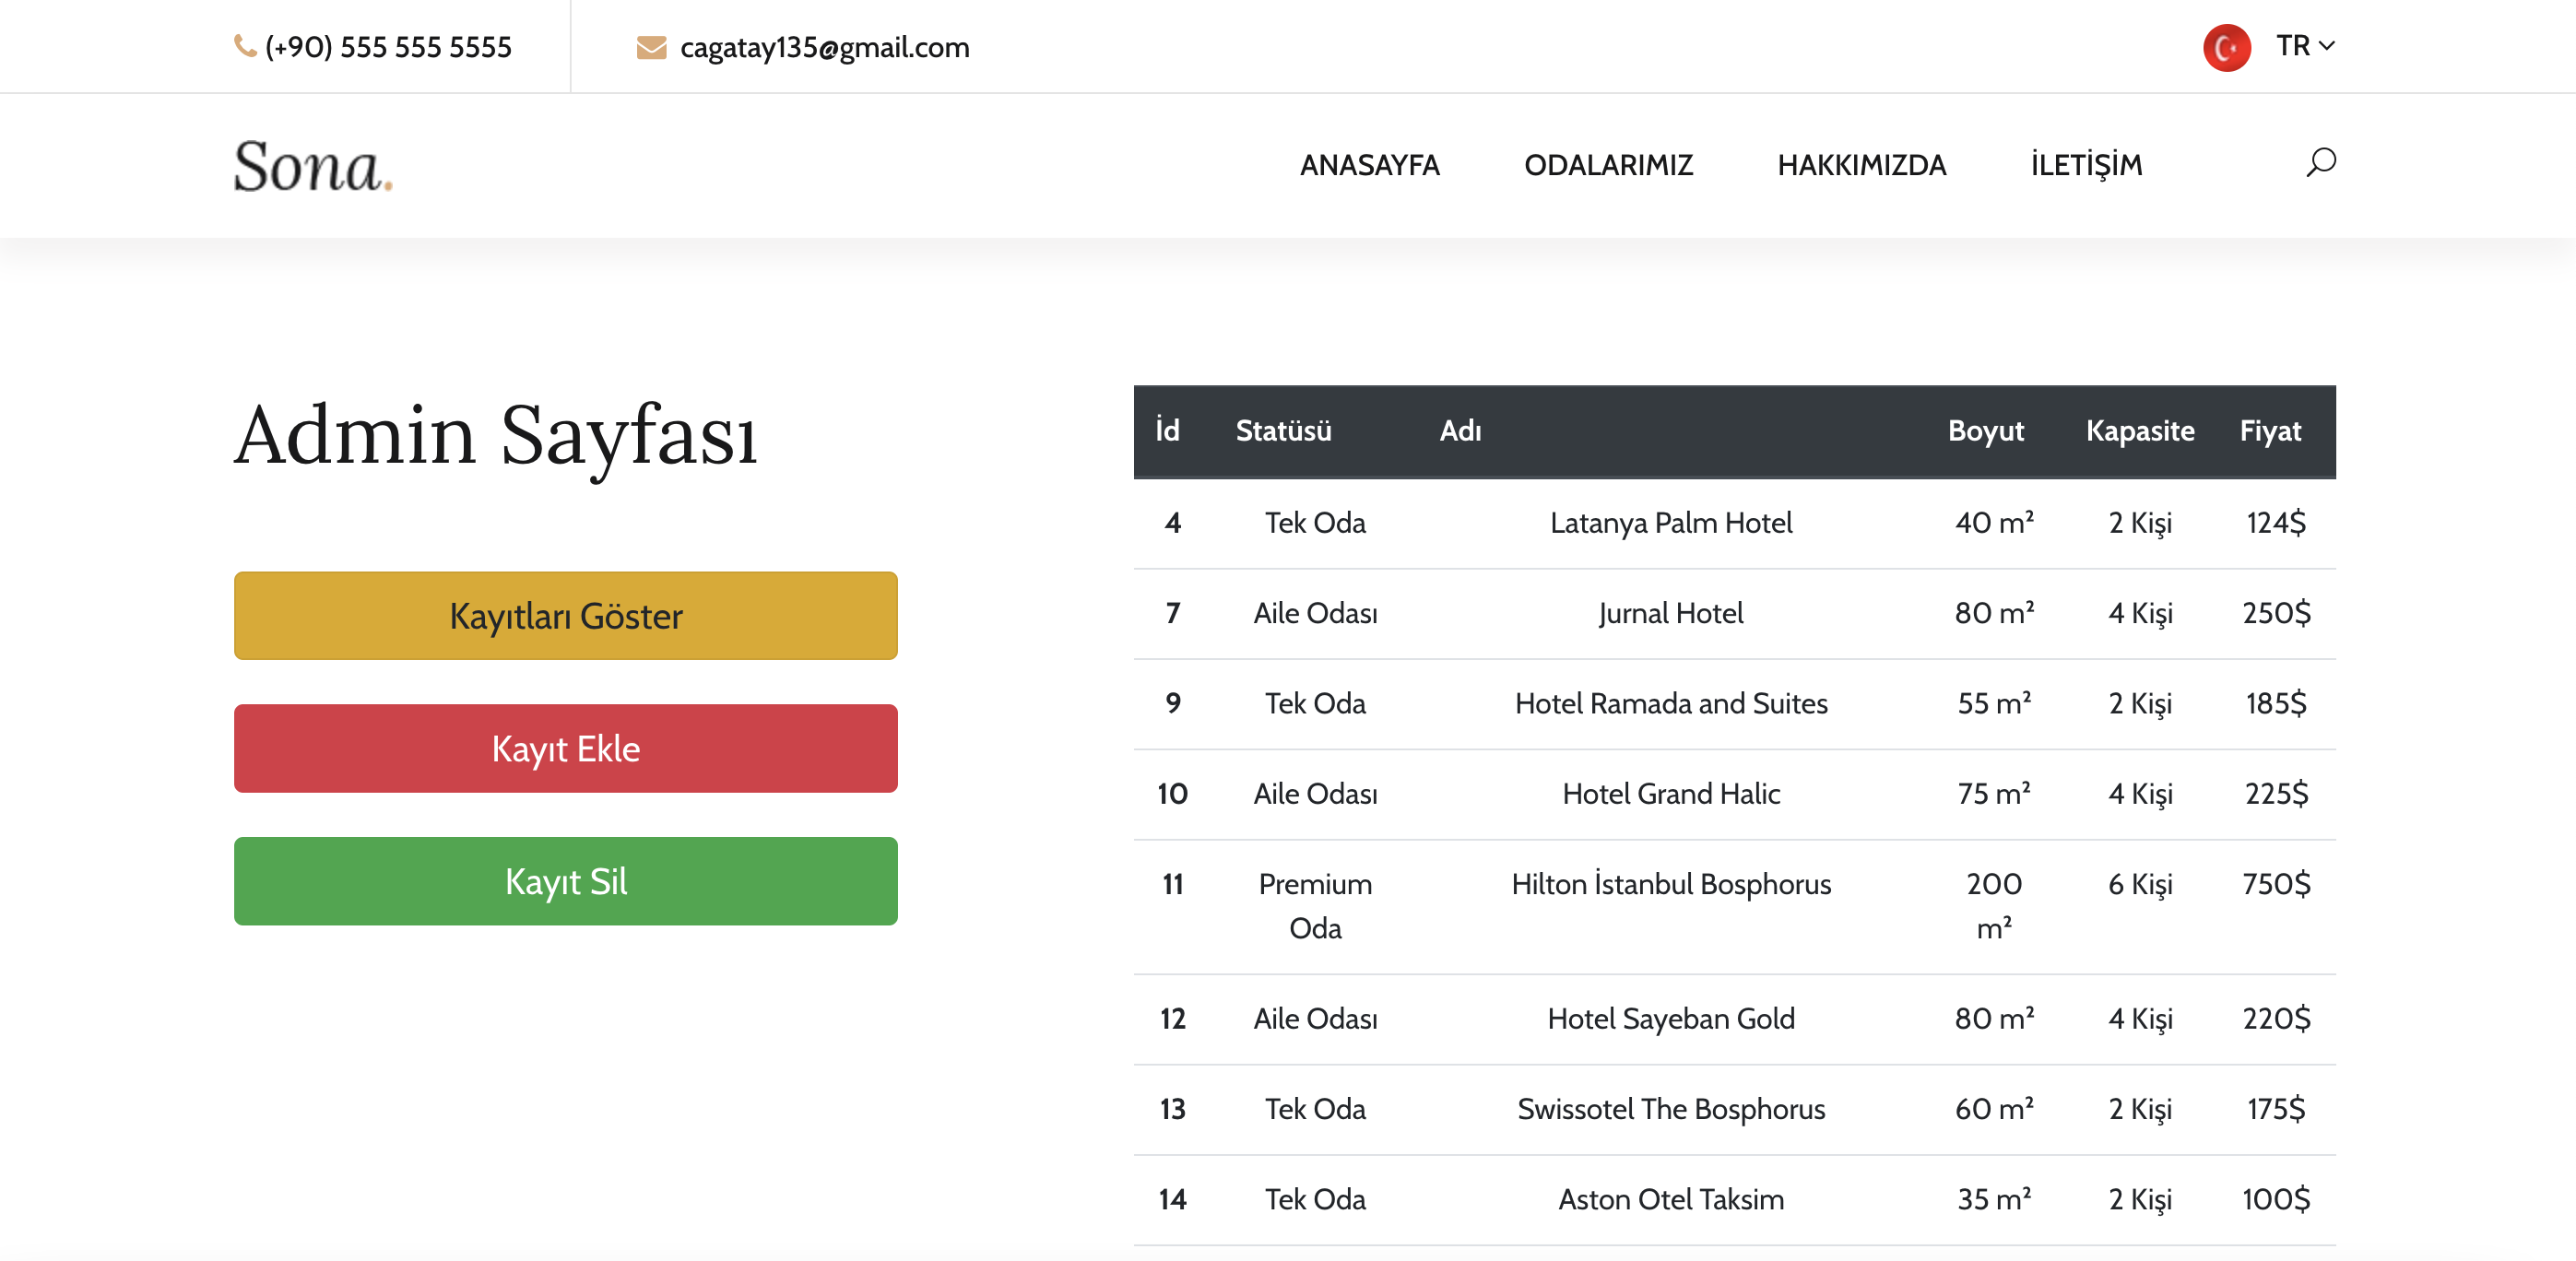 (+90) 555 555 5555
cagatay135@gmail.com
TR
Sona.
ANASAYFA ODALARIMIZ HAKKIMIZDA İLETİŞİM
Admin Sayfası
Kayıtları Göster
Kayıt Ekle
Kayıt Sil
İd Statüsü Adı Boyut Kapasite Fiyat
4 Tek Oda Latanya Palm Hotel 40 m² 2 Kişi 124$
7 Aile Odası Jurnal Hotel 80 m² 4 Kişi 250$
9 Tek Oda Hotel Ramada and Suites 55 m² 2 Kişi 185$
10 Aile Odası Hotel Grand Halic 75 m² 4 Kişi 225$
11 Premium Hilton İstanbul Bosphorus 200 6 Kişi 750$
Oda m²
12 Aile Odası Hotel Sayeban Gold 80 m² 4 Kişi 220$
13 Tek Oda Swissotel The Bosphorus 60 m² 2 Kişi 175$
14 Tek Oda Aston Otel Taksim 35 m² 2 Kişi 100$